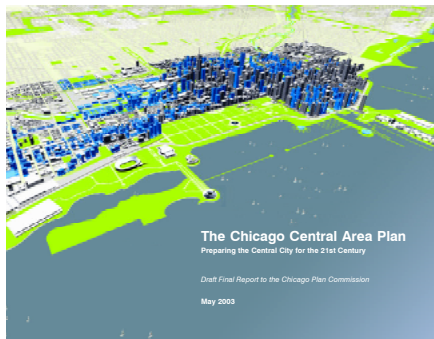 The Chicago Central Area Plan
Preparing the Central City for the 21st Century
Draft Final Report to the Chicago Plan Commission
May 2003